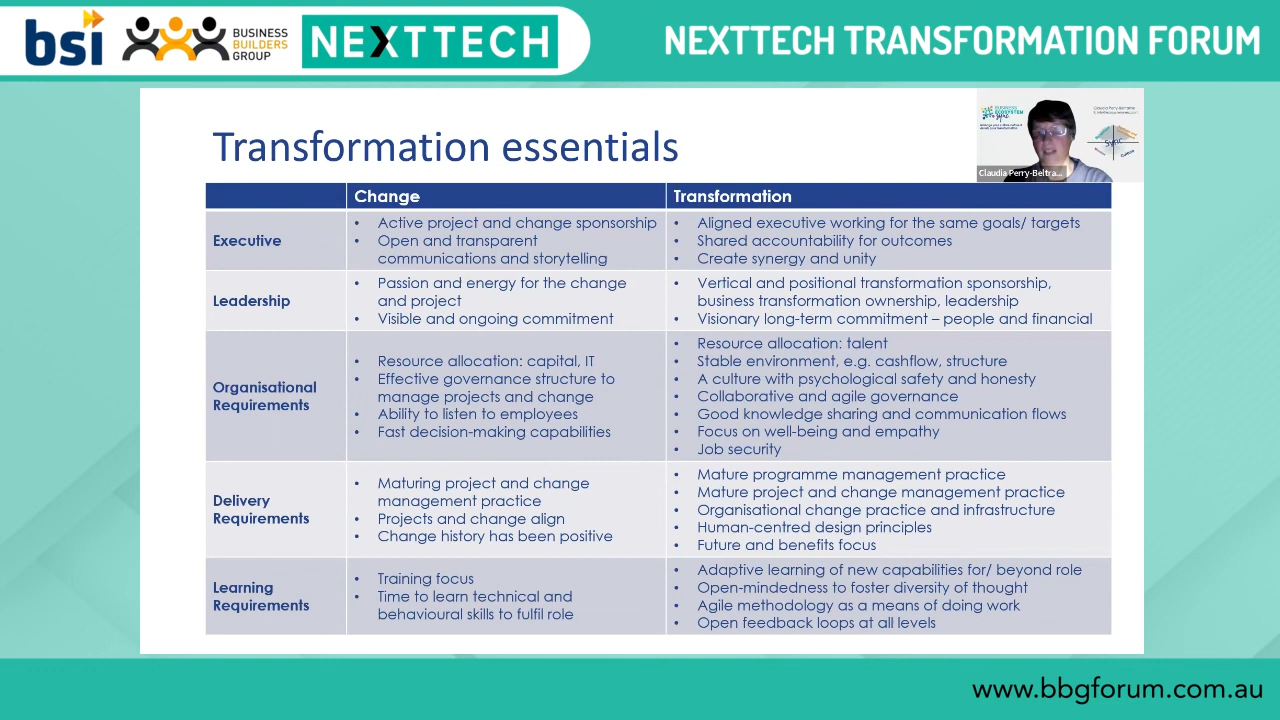 bsi
BUSINESS
BUILDERS
GROUP
NEXTTECH
NEXTTECH TRANSFORMATION FORUM
Transformation essentials
Claudia Perry-Beltra...
Change
Transformation
Executive
• Active project and change sponsorship
• Open and transparent
communications and storytelling
• Aligned executive working for the same goals/ targets
• Shared accountability for outcomes
• Create synergy and unity
Leadership
• Passion and energy for the change
and project
• Visible and ongoing commitment
• Vertical and positional transformation sponsorship,
business transformation ownership, leadership
• Visionary long-term commitment – people and financial
Organisational
Requirements
• Resource allocation: capital, IT
• Effective governance structure to
manage projects and change
• Ability to listen to employees
• Fast decision-making capabilities
• Resource allocation: talent
• Stable environment, e.g. cashflow, structure
• A culture with psychological safety and honesty
• Collaborative and agile governance
• Good knowledge sharing and communication flows
• Focus on well-being and empathy
• Job security
Delivery
Requirements
• Maturing project and change
management practice
• Projects and change align
• Change history has been positive
• Mature programme management practice
• Mature project and change management practice
• Organisational change practice and infrastructure
• Human-centred design principles
• Future and benefits focus
Learning
Requirements
• Training focus
• Time to learn technical and
behavioural skills to fulfil role
• Adaptive learning of new capabilities for/ beyond role
• Open-mindedness to foster diversity of thought
• Agile methodology as a means of doing work
• Open feedback loops at all levels
www.bbgforum.com.au